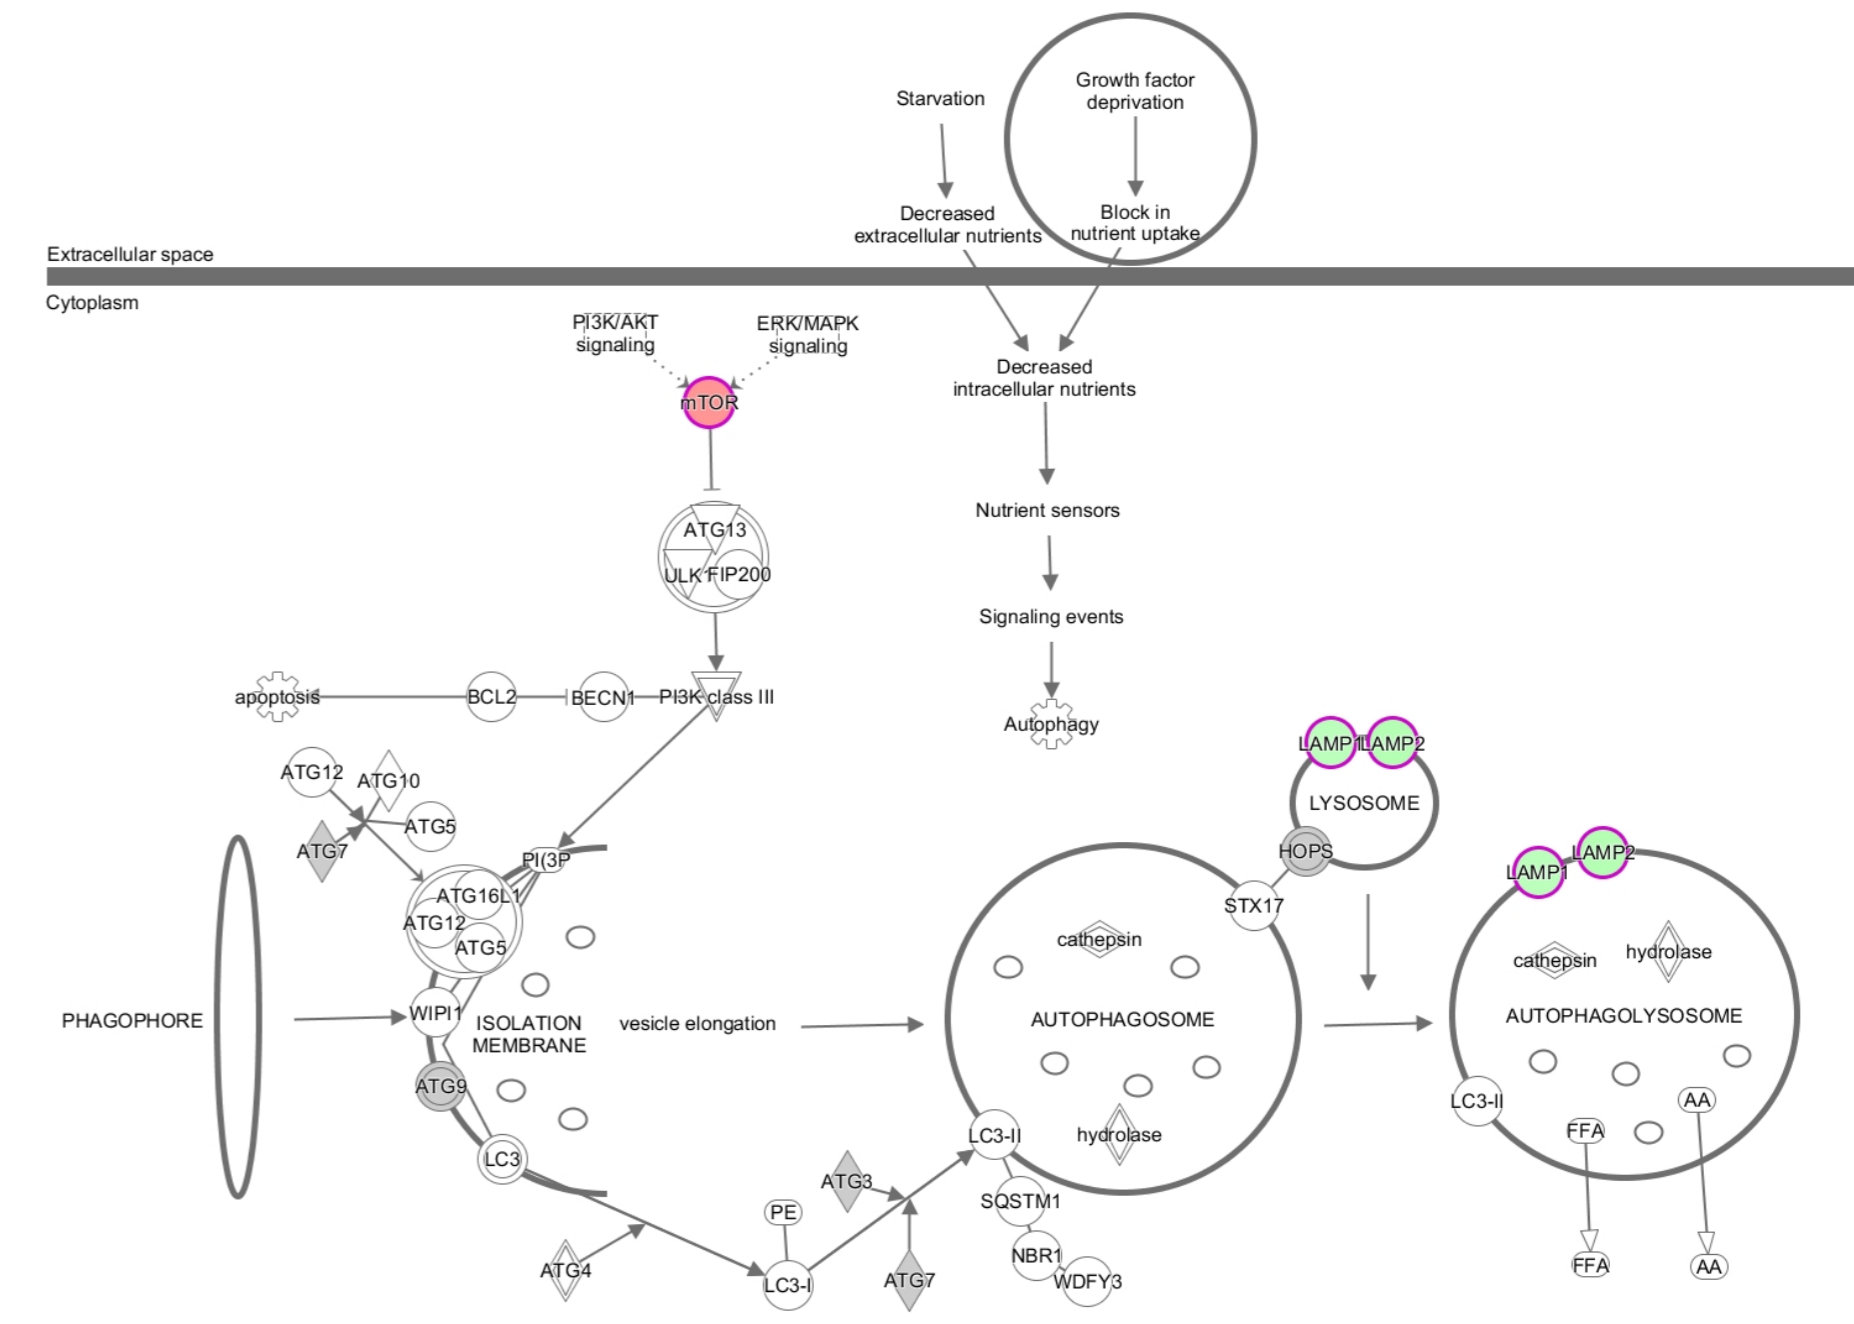 Growth factor
deprivation
Starvation
Decreased
extracellular nutrients
Block in
nutrient uptake
Extracellular space
Cytoplasm
PI3K/AKT
signaling
ERK/MAPK
signaling
mTOR
Decreased
intracellular nutrients
ATG13
ULK1
FIP200
Nutrient sensors
Signaling events
Autophagy
apoptosis
BCL2
BECN1
PI3K class III
ATG12
ATG10
ATG5
ATG7
PI(3P
ATG16L1
ATG12
ATG5
WIPI1
ATG9
LC3
PHAGOPHORE
ISOLATION
MEMBRANE
vesicle elongation
ATG4
PE
LC3-I
ATG3
ATG7
LAMP1
LAMP2
LYSOSOME
HOPS
STX17
cathepsin
AUTOPHAGOSOME
hydrolase
LC3-II
SQSTM1
NBR1
WDFY3
LAMP1
LAMP2
cathepsin
hydrolase
AUTOPHAGOLYSOSOME
LC3-II
FFA
AA
FFA
AA